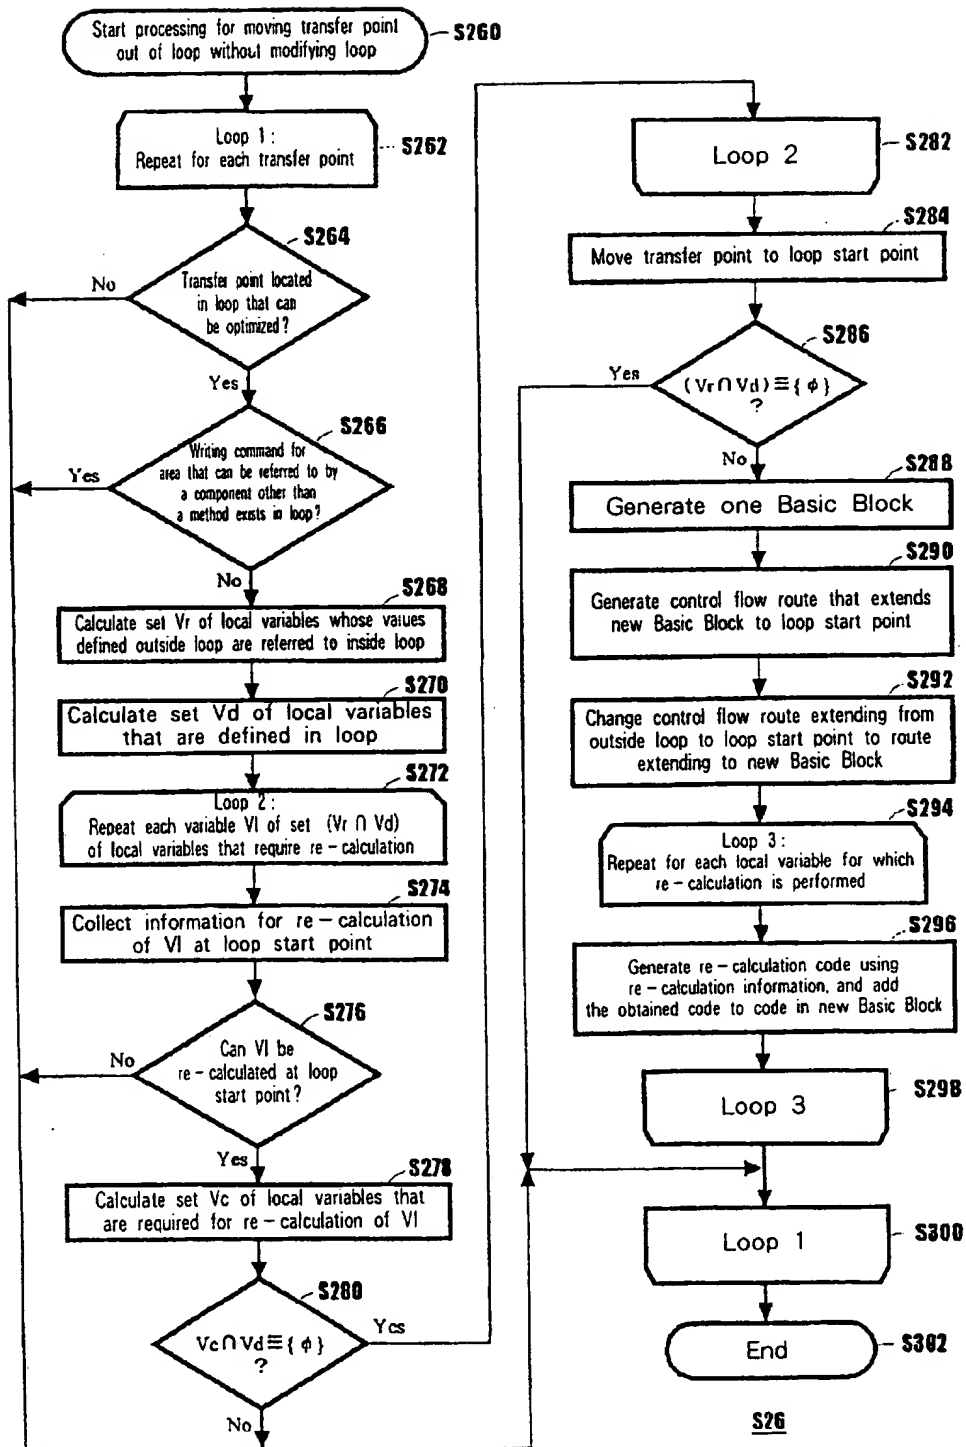 Start processing for moving transfer point
out of loop without modifying loop
S260
Loop 1 :
Repeat for each transfer point
S262
S264
Transfer point located
in loop that can
be optimized ?
No
Yes
S266
Writing command for
area that can be referred to by
a component other than
a method exists in loop?
Yes
No
S268
Calculate set Vr of local variables whose values
defined outside loop are referred to inside loop
S270
Calculate set Vd of local variables
that are defined in loop
S272
Loop 2 :
Repeat each variable Vl of set (Vr ∩ Vd)
of local variables that require re-calculation
S274
Collect information for re-calculation
of Vl at loop start point
S276
Can Vl be
re-calculated at loop
start point?
No
Yes
S278
Calculate set Vc of local variables that
are required for re-calculation of Vl
S280
Vc ∩ Vd ≡ { φ }
?
Yes
No
Loop 2
S282
S284
Move transfer point to loop start point
S286
(Vr ∩ Vd) ≡ { φ }
?
Yes
No
S288
Generate one Basic Block
S290
Generate control flow route that extends
new Basic Block to loop start point
S292
Change control flow route extending from
outside loop to loop start point to route
extending to new Basic Block
S294
Loop 3 :
Repeat for each local variable for which
re-calculation is performed
S296
Generate re-calculation code using
re-calculation information, and add
the obtained code to code in new Basic Block
Loop 3
S298
Loop 1
S300
End
S302
S26